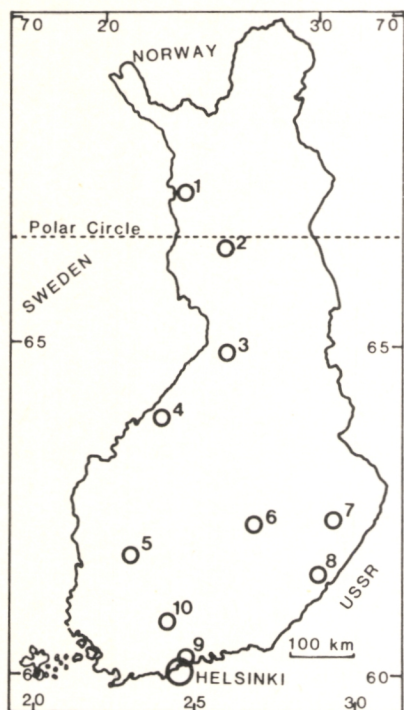 70 20 30 70
NORWAY
1
Polar Circle
2
SWEDEN
65 3 65
4
7
6
5
8
USSR
10
9 100 km
60 HELSINKI 60
20 25 30